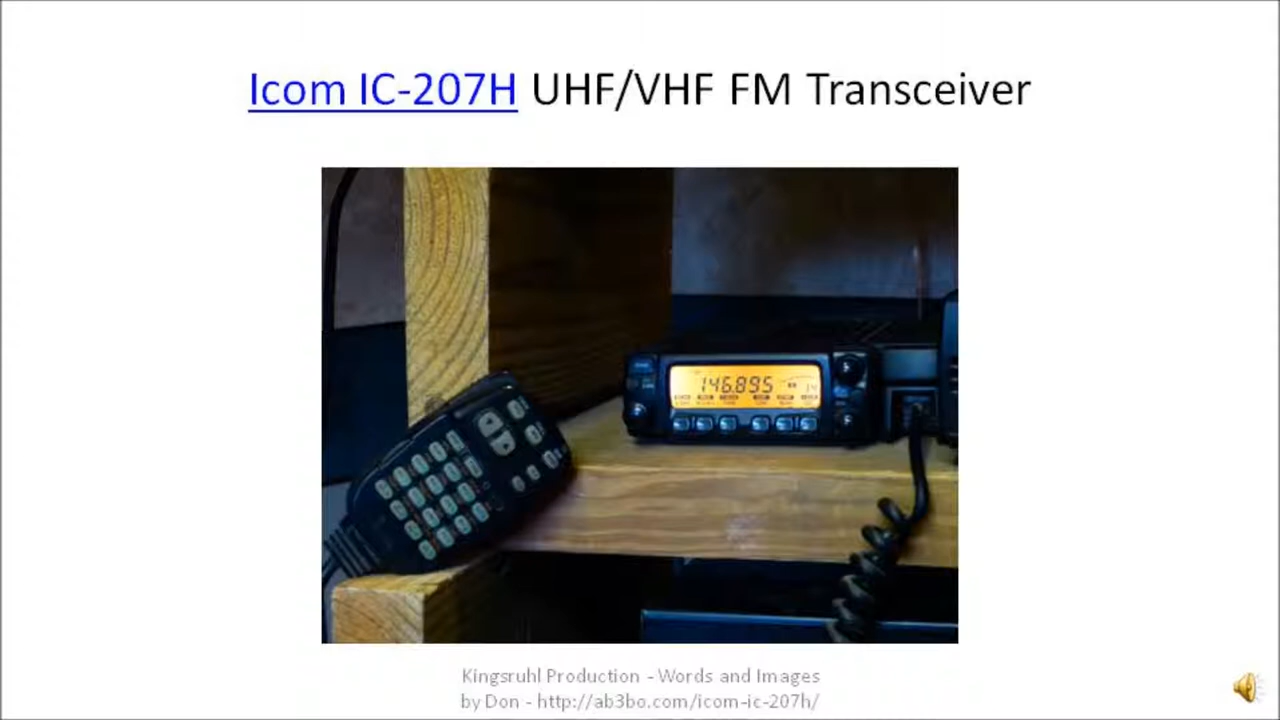 Icom IC-207H UHF/VHF FM Transceiver
146.895
Kingsruhl Production - Words and Images
by Don - http://ab3bo.com/icom-ic-207h/